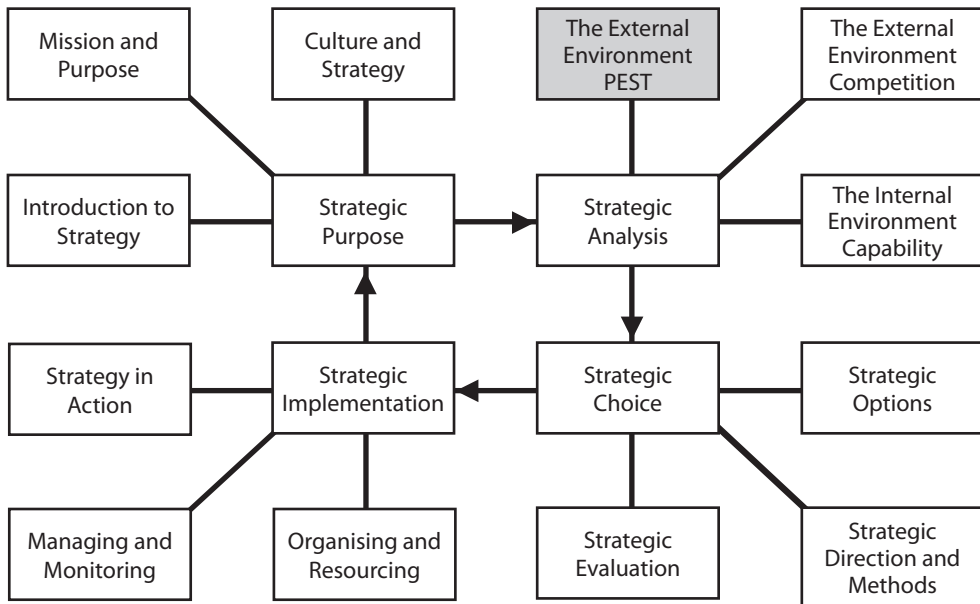 Mission and
Purpose
Culture and
Strategy
The External
Environment
PEST
The External
Environment
Competition
Introduction to
Strategy
Strategic
Purpose
Strategic
Analysis
The Internal
Environment
Capability
Strategy in
Action
Strategic
Implementation
Strategic
Choice
Strategic
Options
Managing and
Monitoring
Organising and
Resourcing
Strategic
Evaluation
Strategic
Direction and
Methods